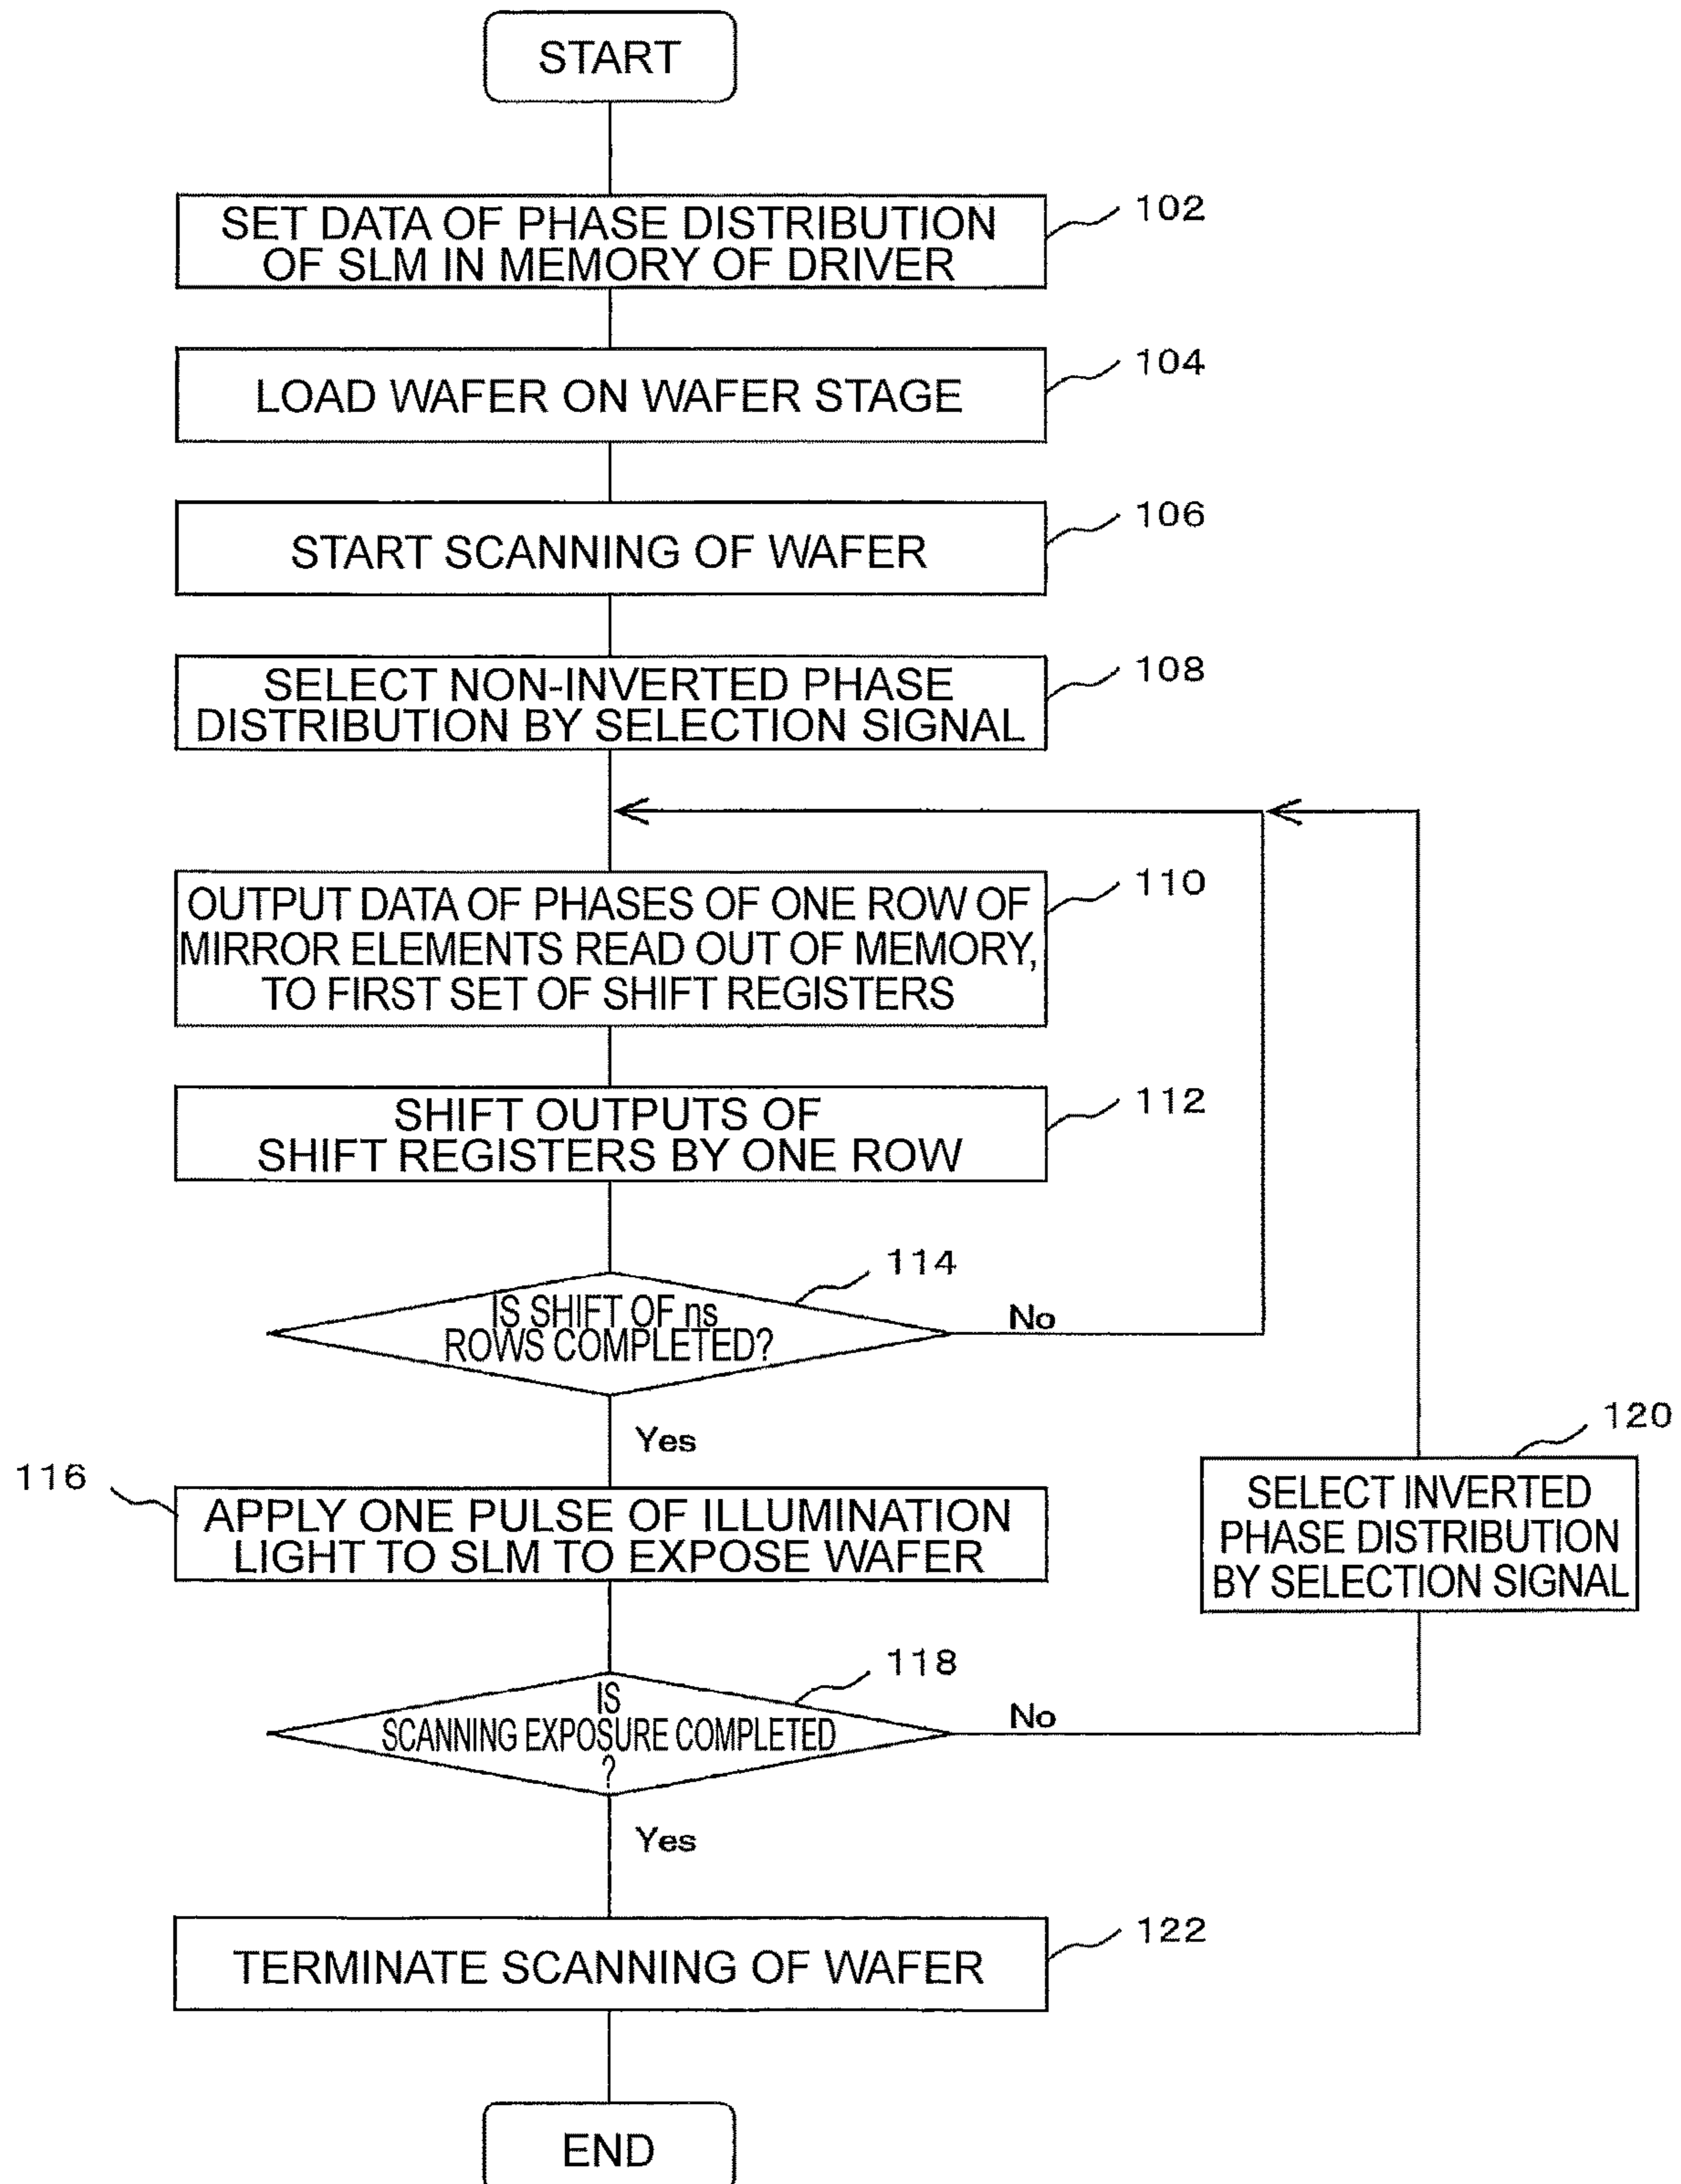 START
SET DATA OF PHASE DISTRIBUTION
OF SLM IN MEMORY OF DRIVER
102
LOAD WAFER ON WAFER STAGE
104
START SCANNING OF WAFER
106
SELECT NON-INVERTED PHASE
DISTRIBUTION BY SELECTION SIGNAL
108
OUTPUT DATA OF PHASES OF ONE ROW OF
MIRROR ELEMENTS READ OUT OF MEMORY,
TO FIRST SET OF SHIFT REGISTERS
110
SHIFT OUTPUTS OF
SHIFT REGISTERS BY ONE ROW
112
IS SHIFT OF ns
ROWS COMPLETED?
114
No
Yes
116
APPLY ONE PULSE OF ILLUMINATION
LIGHT TO SLM TO EXPOSE WAFER
120
SELECT INVERTED
PHASE DISTRIBUTION
BY SELECTION SIGNAL
IS
SCANNING EXPOSURE COMPLETED
?
118
No
Yes
TERMINATE SCANNING OF WAFER
122
END